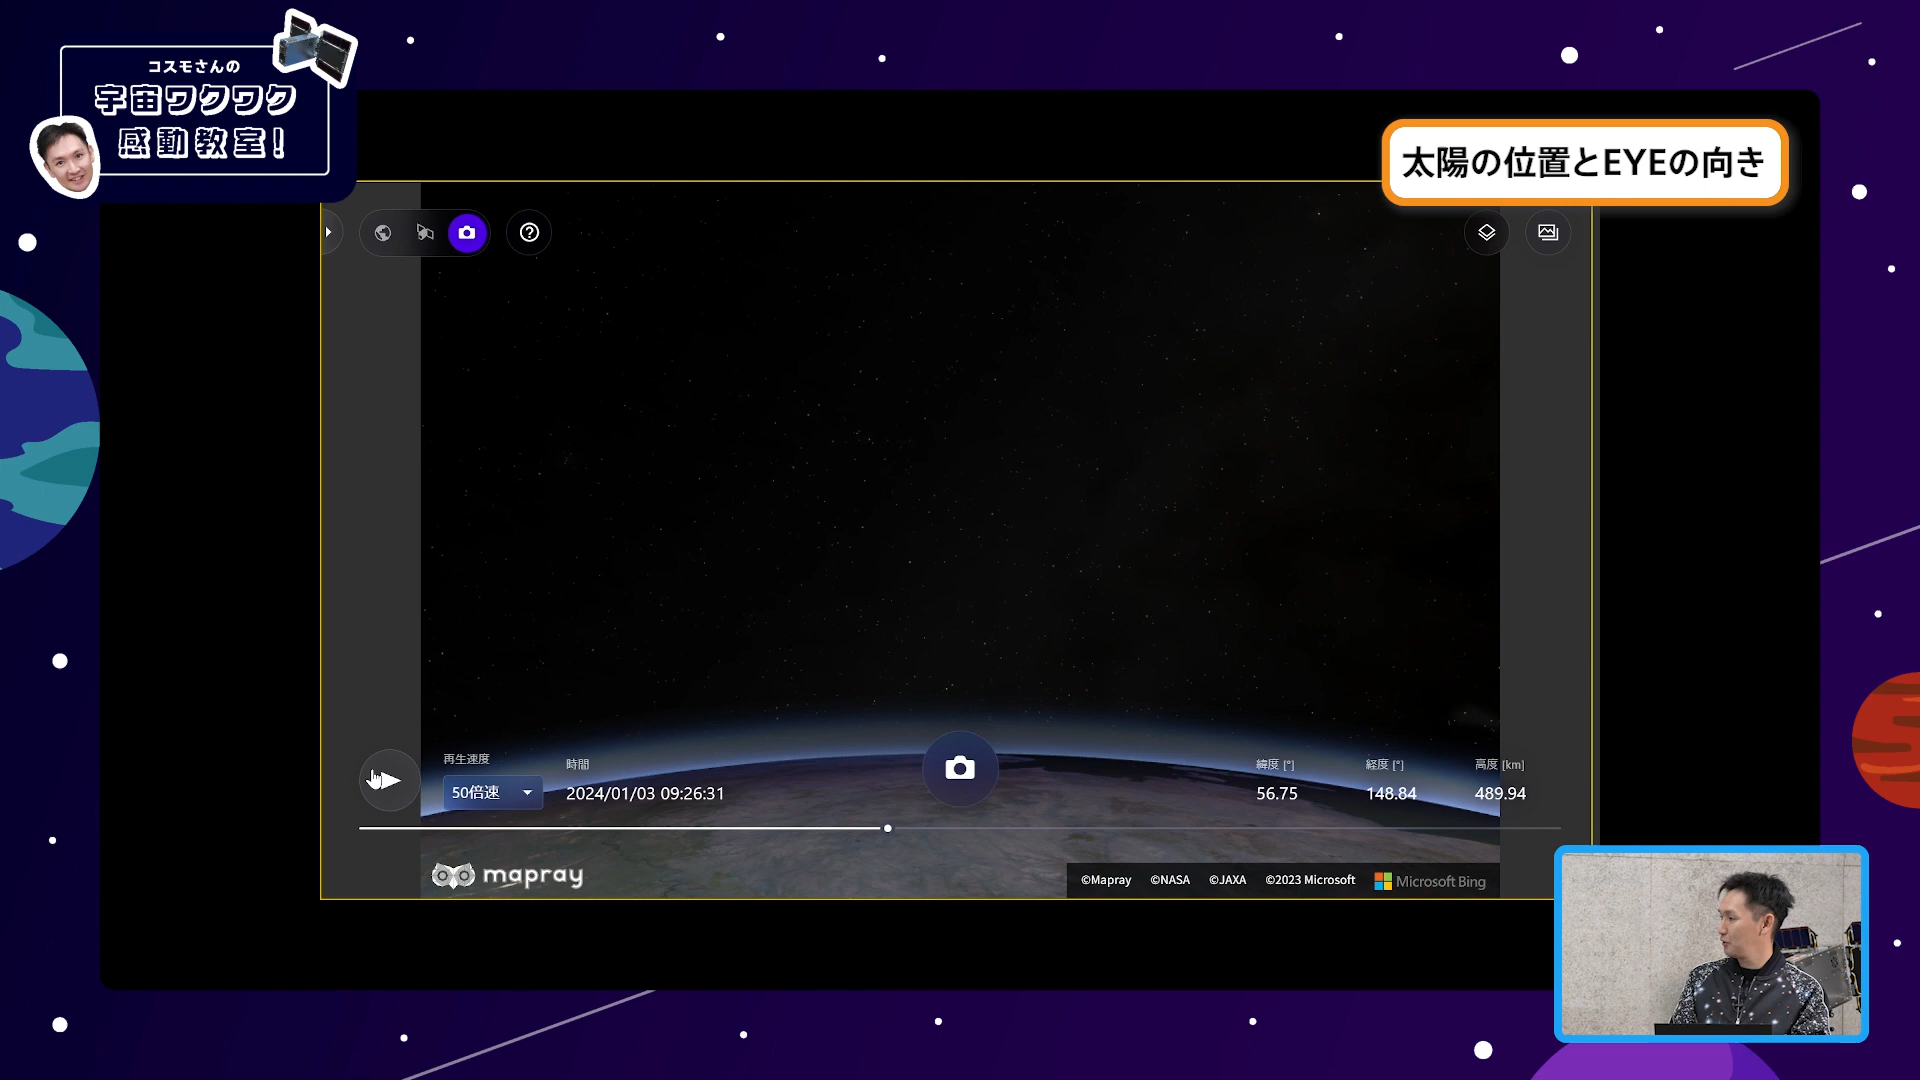 コスモさんの
宇宙ワクワク
感動教室!
太陽の位置とEYEの向き
再生速度
50倍速
時間
2024/01/03 09:26:31
緯度 [°]
56.75
経度 [°]
148.84
高度 [km]
489.94
mapray
©Mapray ©NASA ©JAXA ©2023 Microsoft Microsoft Bing